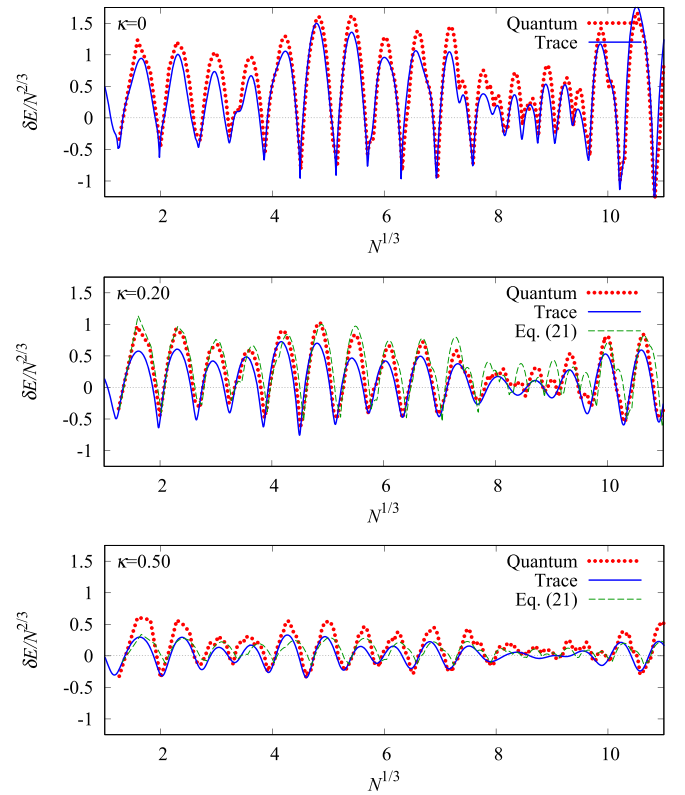 κ=0
Quantum
Trace
1.5
1
0.5
0
-0.5
-1
δE/N^2/3
2 4 6 8 10
N^1/3
κ=0.20
Quantum
Trace
Eq. (21)
1.5
1
0.5
0
-0.5
-1
δE/N^2/3
2 4 6 8 10
N^1/3
κ=0.50
Quantum
Trace
Eq. (21)
1.5
1
0.5
0
-0.5
-1
δE/N^2/3
2 4 6 8 10
N^1/3